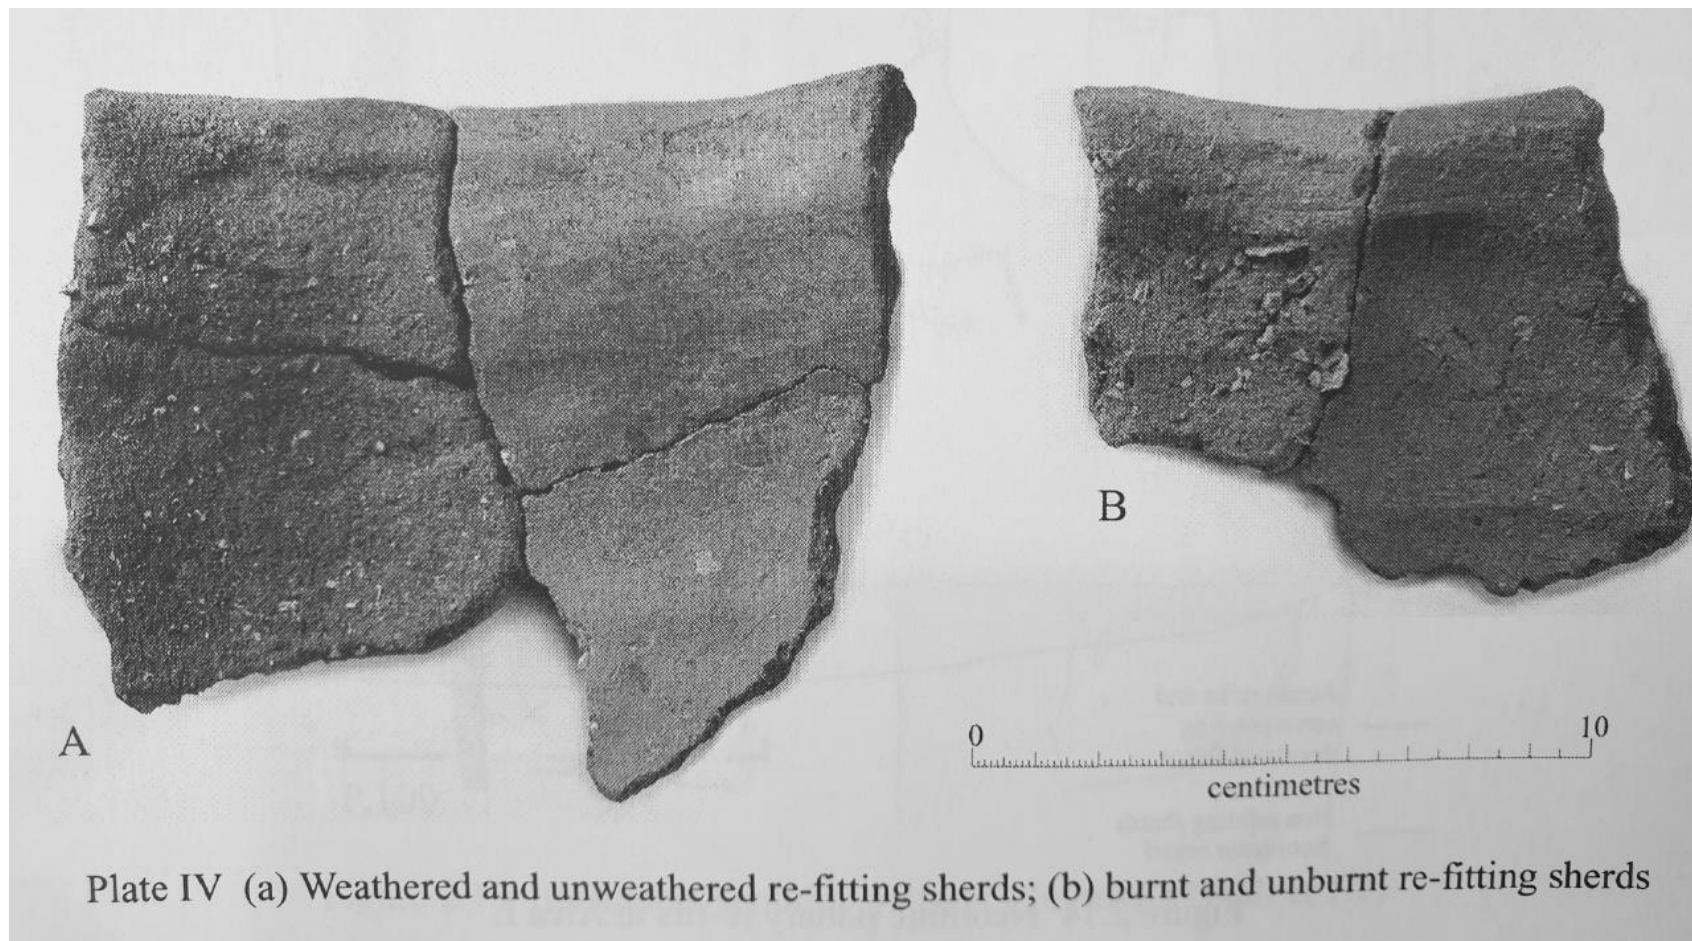 A
B
0 10
centimetres
Plate IV (a) Weathered and unweathered re-fitting sherds; (b) burnt and unburnt re-fitting sherds